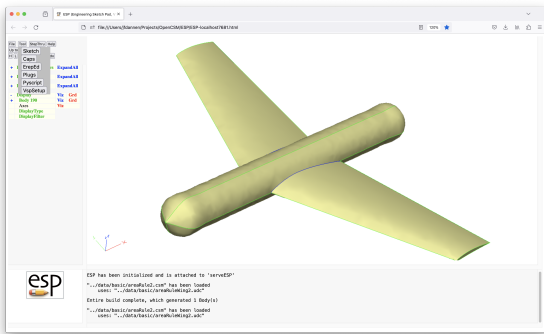 ESP (Engineering Sketch Pad,
file:///Users/jfdannen/Projects/OpenCSM/ESP/ESP-localhost7681.html
120%
File Tool StepThru Help
Sketch
Caps
ErepEd
Plugs
Pyscript
VspSetup
+ ExpandAll
+ ExpandAll
+ ExpandAll
- Display Viz Grd
+ Body 198 Viz Grd
Axes Viz
DisplayType
DisplayFilter
esp
ESP has been initialized and is attached to 'serveESP'
"../data/basic/areaRule2.csm" has been loaded
uses: "../data/basic/areaRuleWing2.udc"
Entire build complete, which generated 1 Body(s)
"../data/basic/areaRule2.csm" has been loaded
uses: "../data/basic/areaRuleWing2.udc"